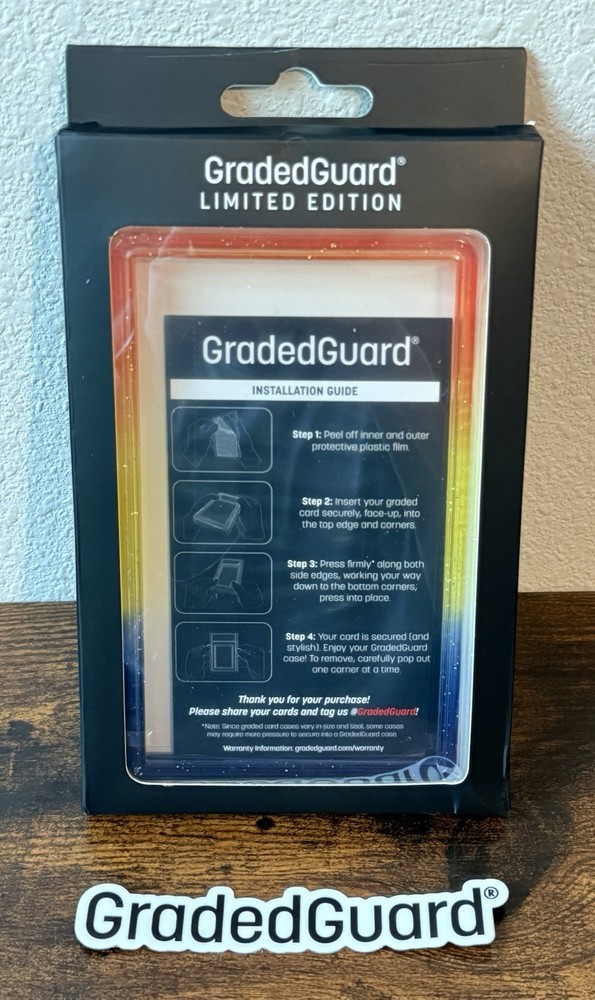 GradedGuard®
LIMITED EDITION
GradedGuard®
INSTALLATION GUIDE
Step 1: Peel off inner and outer
protective plastic film.
Step 2: Insert your graded
card securely, face-up, into
the top edge and corners.
Step 3: Press firmly* along both
side edges, working your way
down to the bottom corners;
press into place.
Step 4: Your card is secured (and
stylish). Enjoy your GradedGuard
case! To remove, carefully pop out
one corner at a time.
Thank you for your purchase!
Please share your cards and tag us @GradedGuard!
*Note: Since graded card cases vary in size and seal, some cases
may require more pressure to secure into a GradedGuard case.
Warranty Information: gradedguard.com/warranty
GradedGuard®